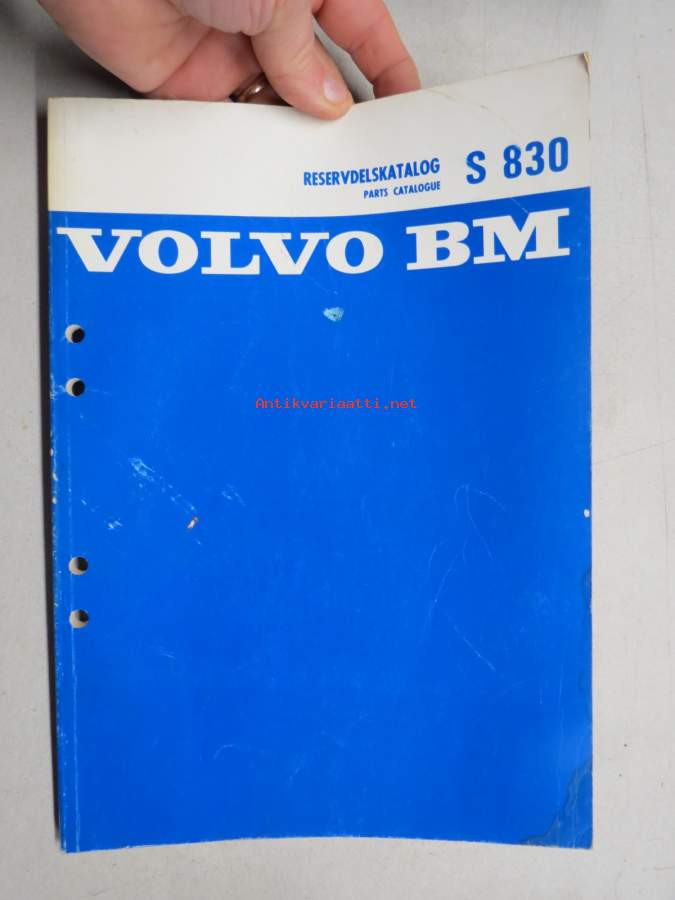 RESERVDELSKATALOG S 830
PARTS CATALOGUE
VOLVO BM
Antikvariaatti.net